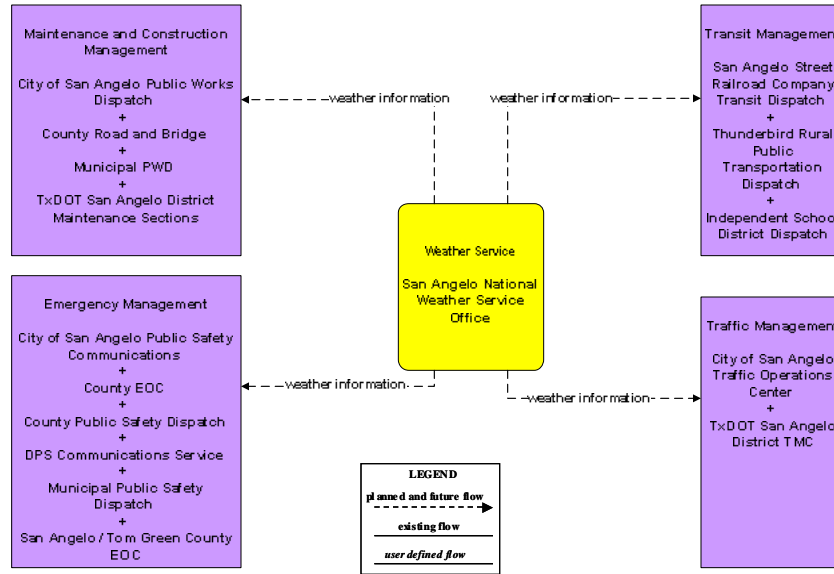 Maintenance and Construction
Management
City of San Angelo Public Works
Dispatch
+
County Road and Bridge
+
Municipal PWD
+
TxDOT San Angelo District
Maintenance Sections
weather information
weather information
Transit Management
San Angelo Street
Railroad Company
Transit Dispatch
+
Thunderbird Rural
Public
Transportation
Dispatch
+
Independent School
District Dispatch
Weather Service
San Angelo National
Weather Service
Office
Emergency Management
City of San Angelo Public Safety
Communications
+
County EOC
+
County Public Safety Dispatch
+
DPS Communications Service
+
Municipal Public Safety
Dispatch
+
San Angelo / Tom Green County
EOC
weather information
weather information
Traffic Management
City of San Angelo
Traffic Operations
Center
+
TxDOT San Angelo
District TMC
LEGEND
planned and future flow
existing flow
user defined flow